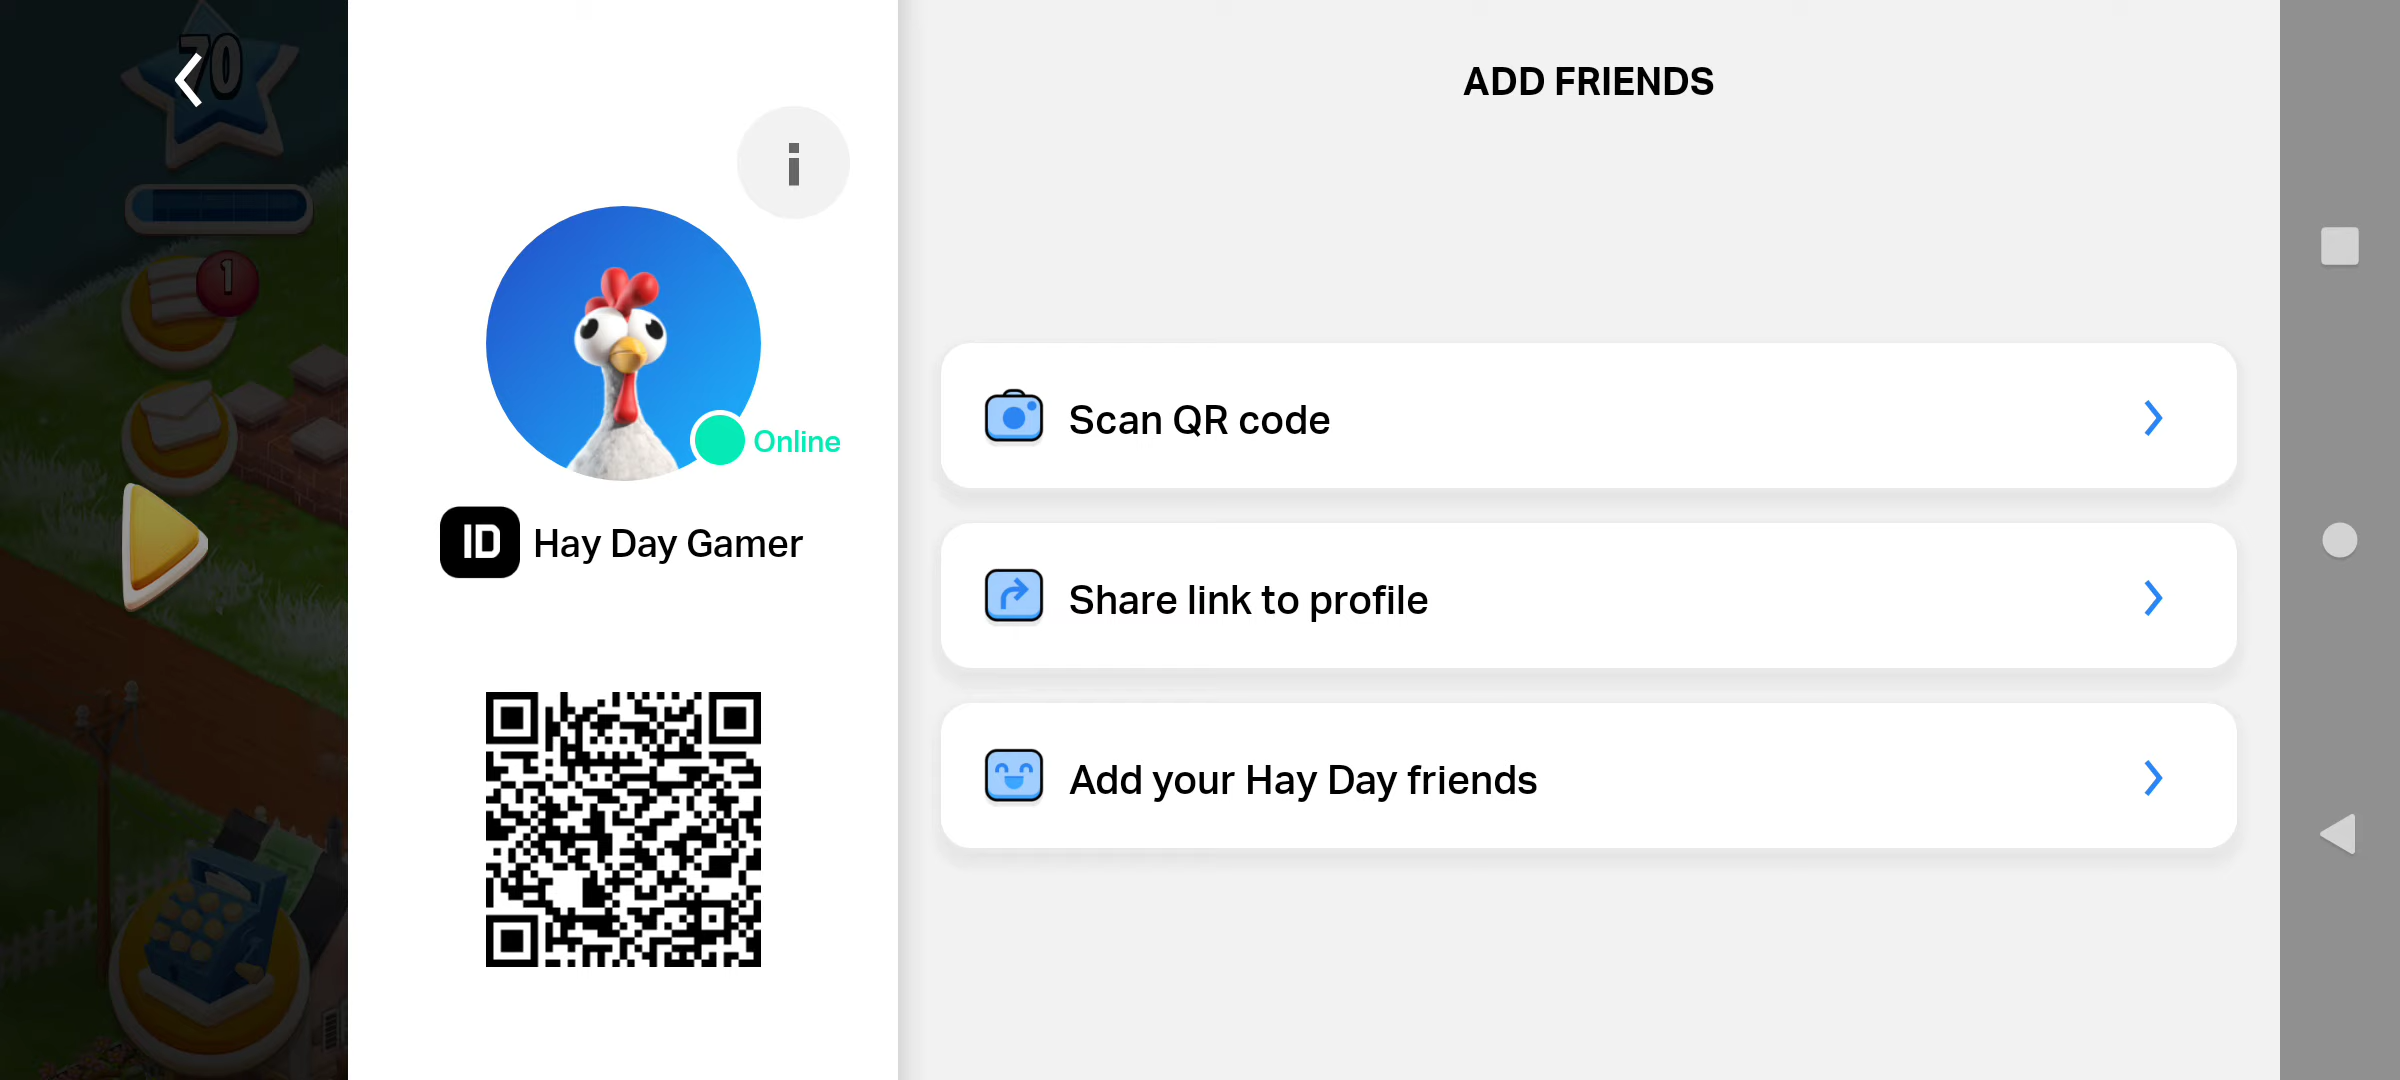 70
1
i
Online
ID Hay Day Gamer
ADD FRIENDS
Scan QR code
Share link to profile
Add your Hay Day friends